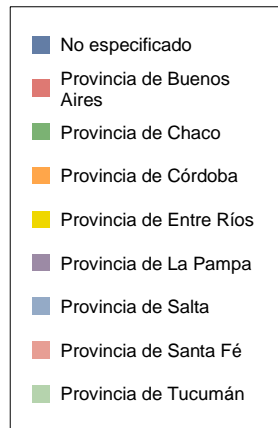 No especificado
Provincia de Buenos
Aires
Provincia de Chaco
Provincia de Córdoba
Provincia de Entre Ríos
Provincia de La Pampa
Provincia de Salta
Provincia de Santa Fé
Provincia de Tucumán